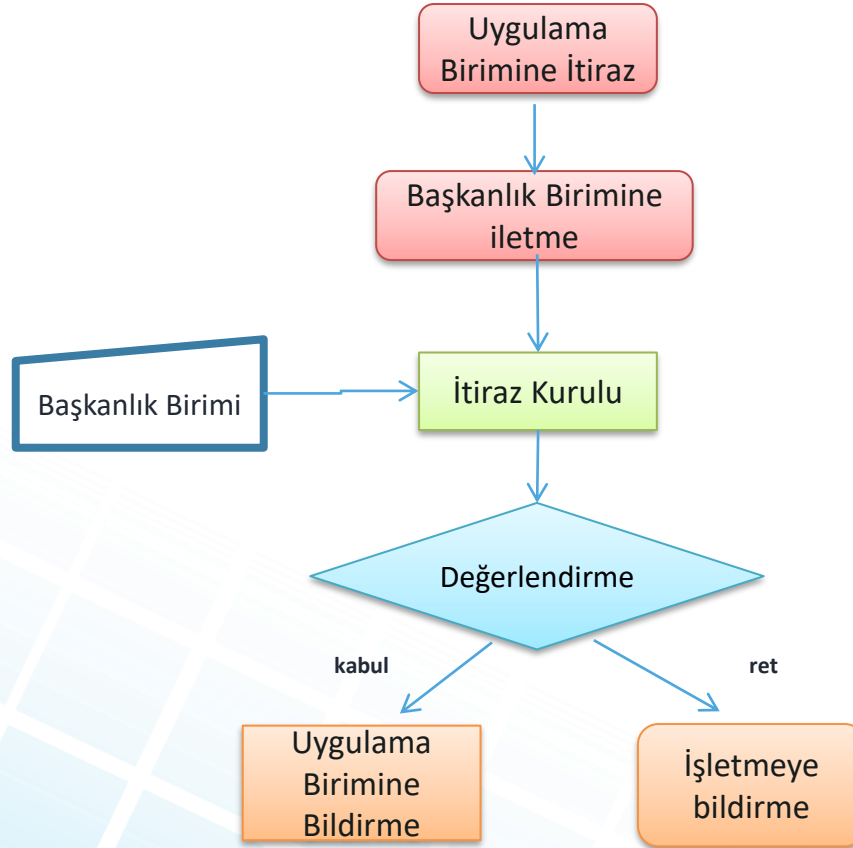 Uygulama
Birimine İtiraz
Başkanlık Birimine
iletme
Başkanlık Birimi
İtiraz Kurulu
Değerlendirme
kabul
ret
Uygulama
Birimine
Bildirme
İşletmeye
bildirme